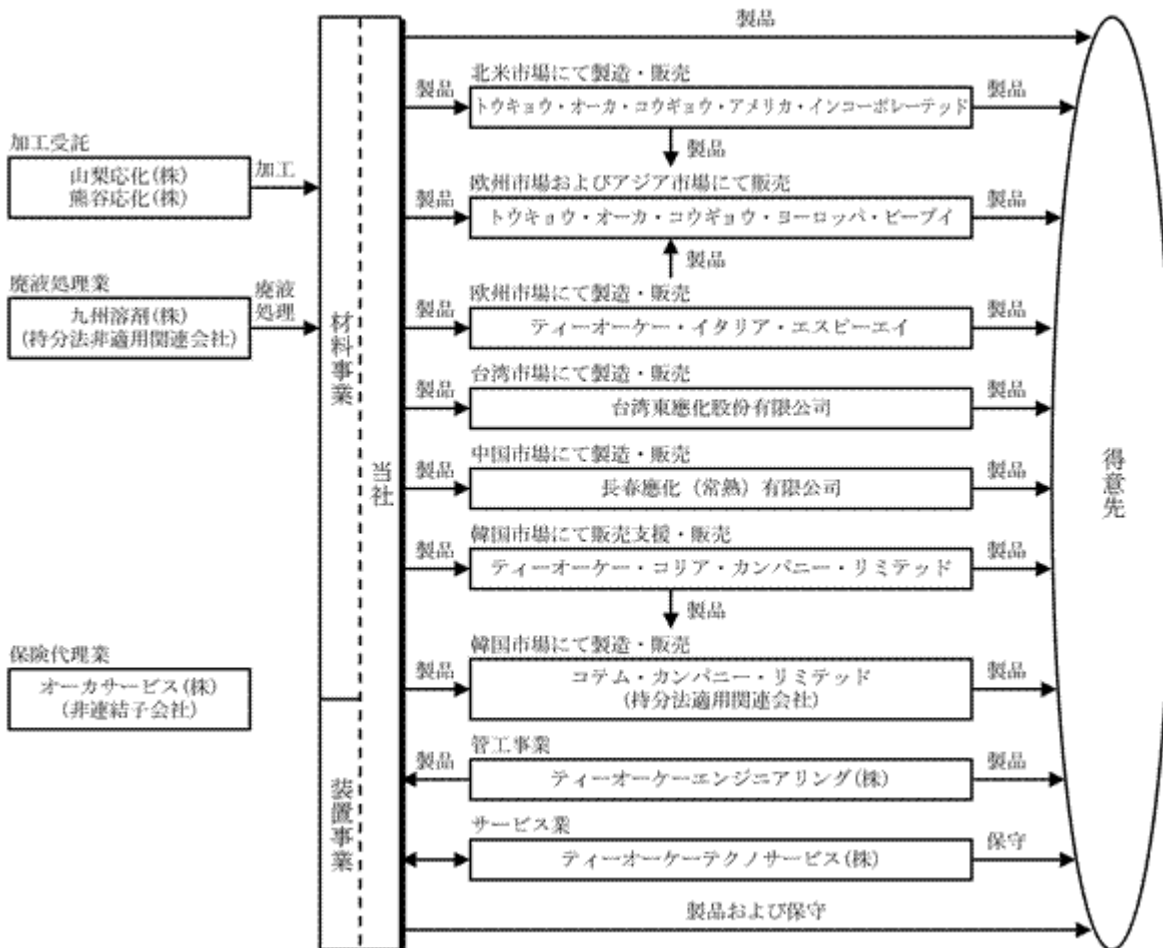 製品
北米市場にて製造・販売
製品
トウキョウ・オーカ・コウギョウ・アメリカ・インコーポレーテッド
製品
製品
加工受託
山梨応化(株)
熊谷応化(株)
加工
欧州市場およびアジア市場にて販売
製品
トウキョウ・オーカ・コウギョウ・ヨーロッパ・ビーブイ
製品
製品
廃液処理業
九州溶剤(株)
(持分法非適用関連会社)
廃液
処理
欧州市場にて製造・販売
製品
ティーオーケー・イタリア・エスピーエイ
製品
台湾市場にて製造・販売
製品
台湾東應化股份有限公司
製品
中国市場にて製造・販売
製品
長春應化（常熟）有限公司
製品
韓国市場にて販売支援・販売
製品
ティーオーケー・コリア・カンパニー・リミテッド
製品
製品
韓国市場にて製造・販売
製品
コテム・カンパニー・リミテッド
(持分法適用関連会社)
製品
保険代理業
オーカサービス(株)
(非連結子会社)
管工事業
製品
ティーオーケーエンジニアリング(株)
製品
サービス業
ティーオーケーテクノサービス(株)
保守
製品および保守
材料事業
装置事業
当社
得意先